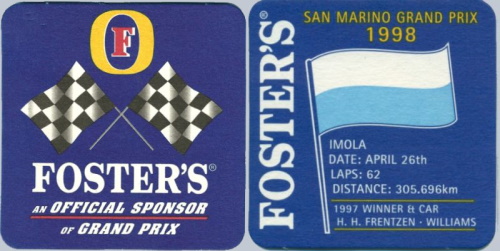 F
FOSTER'S®
AN OFFICIAL SPONSOR
OF GRAND PRIX
FOSTER'S®
SAN MARINO GRAND PRIX
1998
IMOLA
DATE: APRIL 26th
LAPS: 62
DISTANCE: 305.696km
1997 WINNER & CAR
H. H. FRENTZEN - WILLIAMS